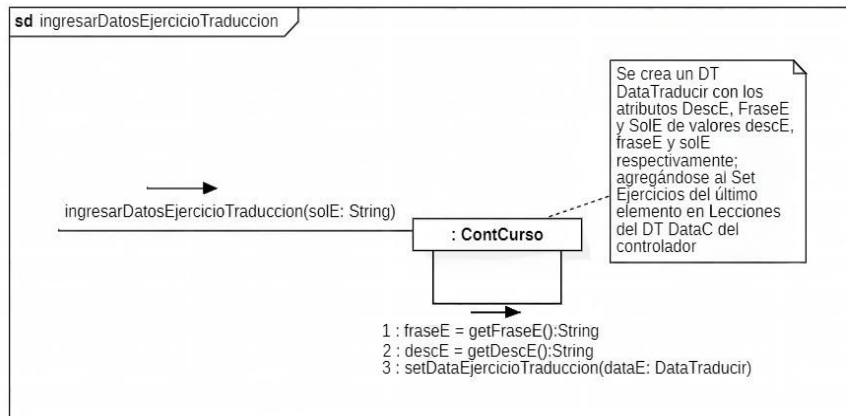 sd ingresarDatosEjercicioTraduccion
Se crea un DT
DataTraducir con los
atributos DescE, FraseE
y SolE de valores descE,
fraseE y solE
respectivamente;
agregándose al Set
Ejercicios del último
elemento en Lecciones
del DT DataC del
controlador
ingresarDatosEjercicioTraduccion(solE: String)
: ContCurso
1 : fraseE = getFraseE():String
2 : descE = getDescE():String
3 : setDataEjercicioTraduccion(dataE: DataTraducir)